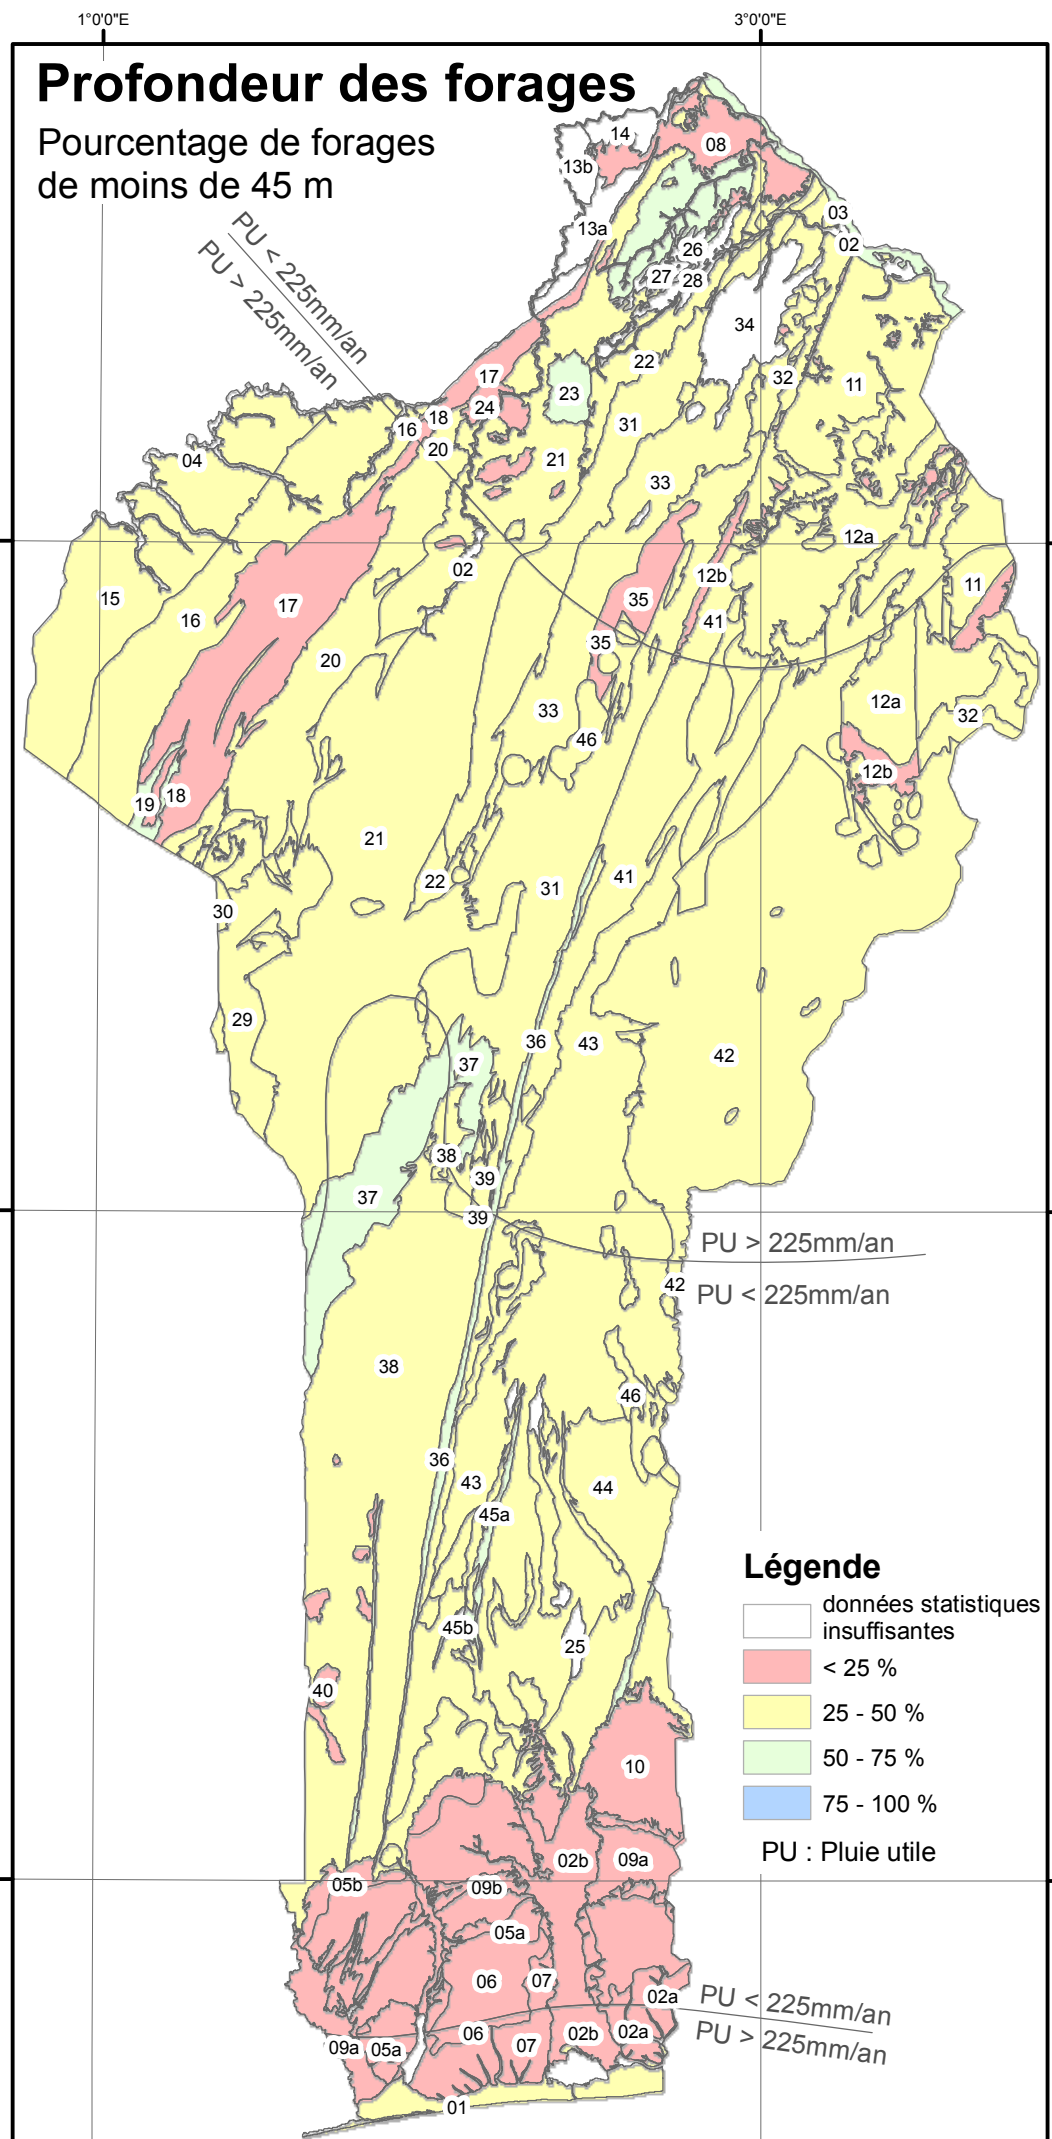 1°0'0"E
3°0'0"E
Profondeur des forages
Pourcentage de forages
de moins de 45 m
PU < 225mm/an
PU > 225mm/an
14
08
13b
13a
03
02
26
27
28
34
22
23
32
11
17
18
24
16
20
31
04
21
33
12a
02
12b
15
16
17
35
11
41
20
35
33
46
12a
32
12b
19
18
21
22
31
41
30
29
36
43
42
37
38
39
37
39
PU > 225mm/an
42
PU < 225mm/an
38
46
36
43
44
45a
45b
25
40
10
Légende
données statistiques
insuffisantes
< 25 %
25 - 50 %
50 - 75 %
75 - 100 %
PU : Pluie utile
02b
09a
05b
09b
05a
06
07
02a
PU < 225mm/an
PU > 225mm/an
09a
05a
06
07
02b
02a
01